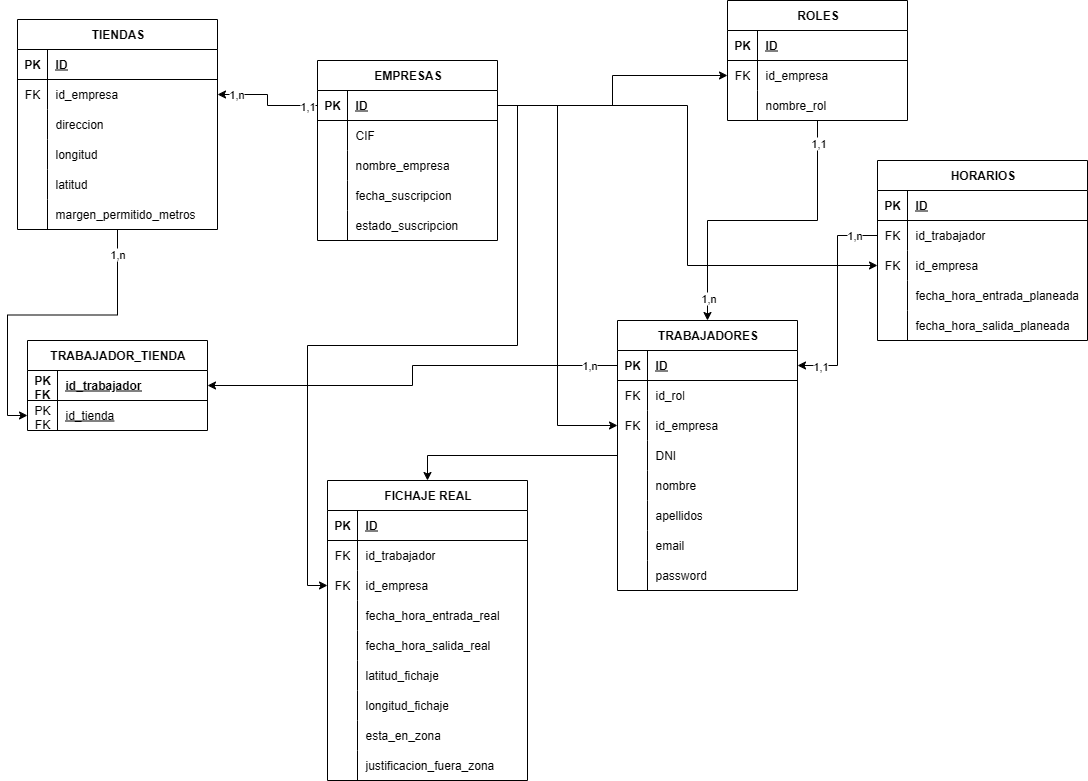 TIENDAS
PK ID
FK id_empresa
direccion
longitud
latitud
margen_permitido_metros
1,n
1,1
EMPRESAS
PK ID
CIF
nombre_empresa
fecha_suscripcion
estado_suscripcion
ROLES
PK ID
FK id_empresa
nombre_rol
1,1
1,n
HORARIOS
PK ID
FK id_trabajador
FK id_empresa
fecha_hora_entrada_planeada
fecha_hora_salida_planeada
1,n
1,1
1,n
TRABAJADOR_TIENDA
PK
FK
id_trabajador
PK
FK
id_tienda
1,n
TRABAJADORES
PK ID
FK id_rol
FK id_empresa
DNI
nombre
apellidos
email
password
FICHAJE REAL
PK ID
FK id_trabajador
FK id_empresa
fecha_hora_entrada_real
fecha_hora_salida_real
latitud_fichaje
longitud_fichaje
esta_en_zona
justificacion_fuera_zona